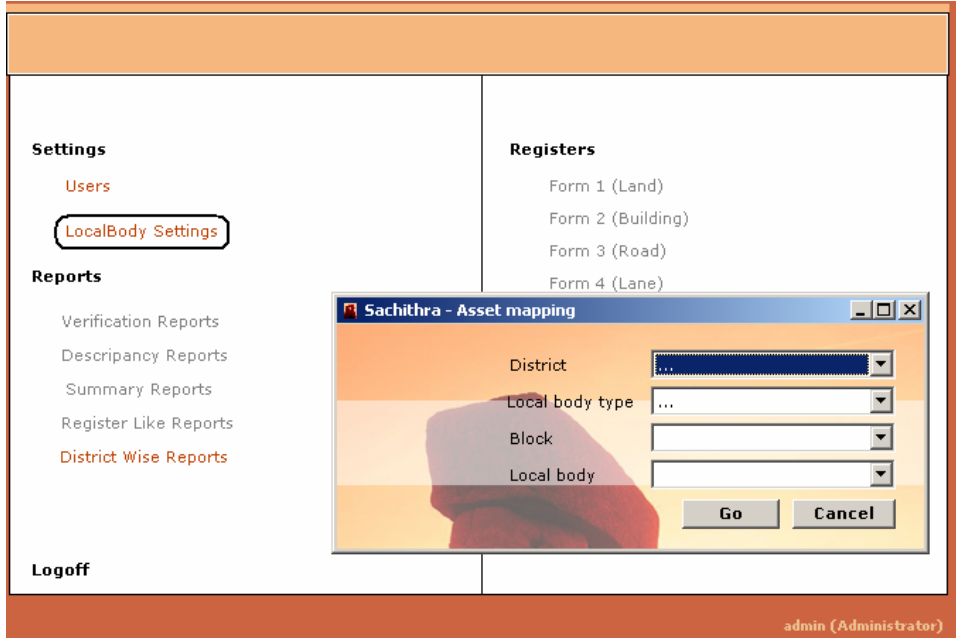 Settings
Users
LocalBody Settings
Reports
Verification Reports
Descripancy Reports
Summary Reports
Register Like Reports
District Wise Reports
Logoff
Registers
Form 1 (Land)
Form 2 (Building)
Form 3 (Road)
Form 4 (Lane)
Sachithra - Asset mapping
District ...
Local body type ...
Block
Local body
Go Cancel
admin (Administrator)